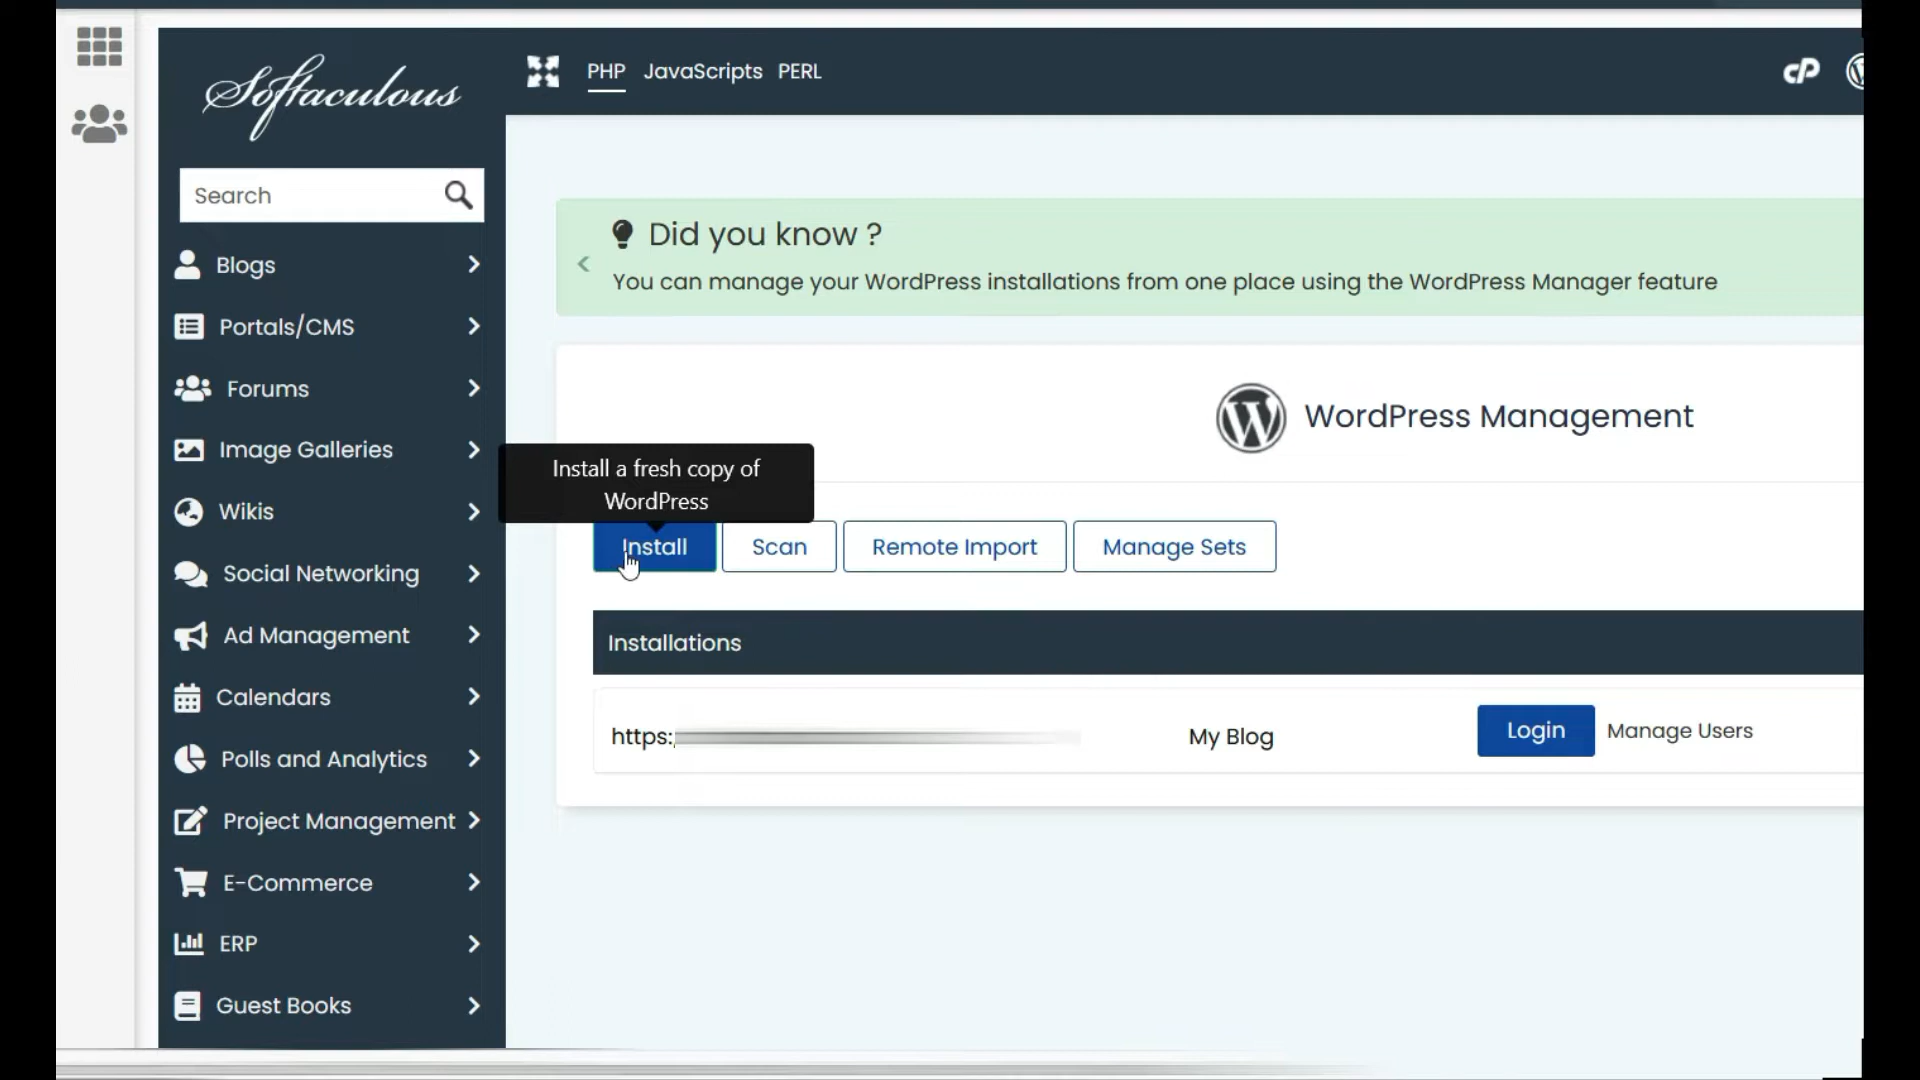 Softaculous
PHP JavaScripts PERL
cP
Search
Blogs
Portals/CMS
Forums
Image Galleries
Wikis
Social Networking
Ad Management
Calendars
Polls and Analytics
Project Management
E-Commerce
ERP
Guest Books
Did you know ?
You can manage your WordPress installations from one place using the WordPress Manager feature
WordPress Management
Install a fresh copy of
WordPress
Install Scan Remote Import Manage Sets
Installations
https:/ My Blog Login Manage Users